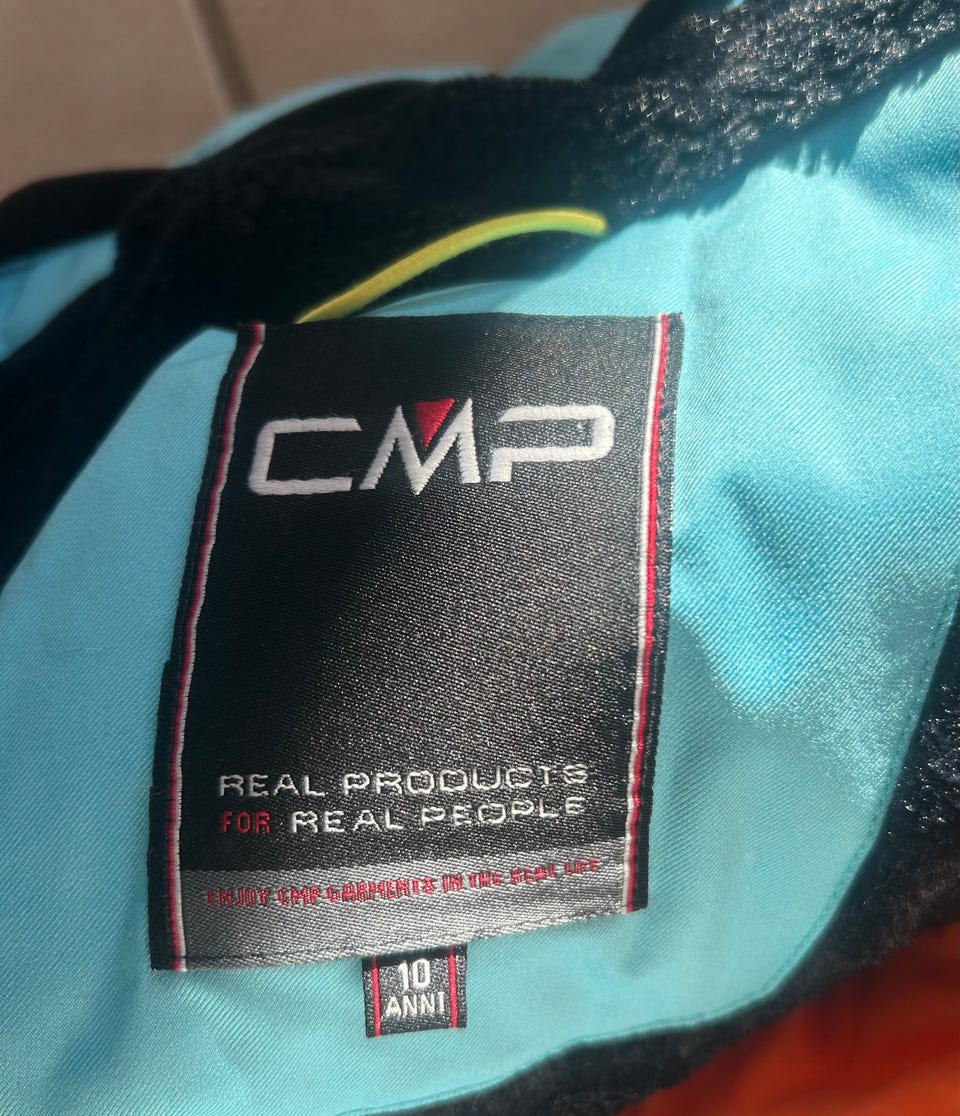 CMP
REAL PRODUCTS
FOR REAL PEOPLE
ENJOY CMP GARMENTS IN THE REAL LIFE
10
ANNI